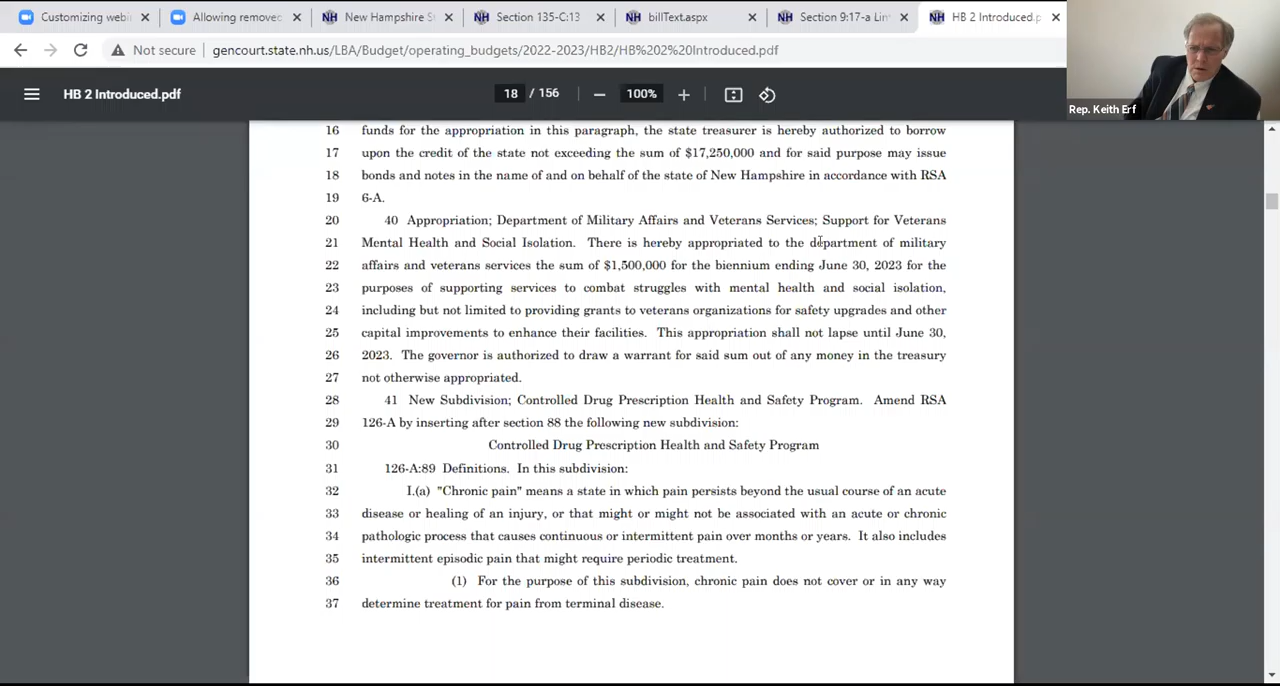 Customizing webi
Allowing removed
New Hampshire S
Section 135-C:13
billText.aspx
Section 9:17-a Lin
HB 2 Introduced.p
Not secure
gencourt.state.nh.us/LBA/Budget/operating_budgets/2022-2023/HB2/HB%202%20Introduced.pdf
HB 2 Introduced.pdf
18 / 156
100%
Rep. Keith Erf
16 funds for the appropriation in this paragraph, the state treasurer is hereby authorized to borrow
17 upon the credit of the state not exceeding the sum of $17,250,000 and for said purpose may issue
18 bonds and notes in the name of and on behalf of the state of New Hampshire in accordance with RSA
19 6-A.
20 40 Appropriation; Department of Military Affairs and Veterans Services; Support for Veterans
21 Mental Health and Social Isolation. There is hereby appropriated to the department of military
22 affairs and veterans services the sum of $1,500,000 for the biennium ending June 30, 2023 for the
23 purposes of supporting services to combat struggles with mental health and social isolation,
24 including but not limited to providing grants to veterans organizations for safety upgrades and other
25 capital improvements to enhance their facilities. This appropriation shall not lapse until June 30,
26 2023. The governor is authorized to draw a warrant for said sum out of any money in the treasury
27 not otherwise appropriated.
28 41 New Subdivision; Controlled Drug Prescription Health and Safety Program. Amend RSA
29 126-A by inserting after section 88 the following new subdivision:
30 Controlled Drug Prescription Health and Safety Program
31 126-A:89 Definitions. In this subdivision:
32 I.(a) "Chronic pain" means a state in which pain persists beyond the usual course of an acute
33 disease or healing of an injury, or that might or might not be associated with an acute or chronic
34 pathologic process that causes continuous or intermittent pain over months or years. It also includes
35 intermittent episodic pain that might require periodic treatment.
36 (1) For the purpose of this subdivision, chronic pain does not cover or in any way
37 determine treatment for pain from terminal disease.